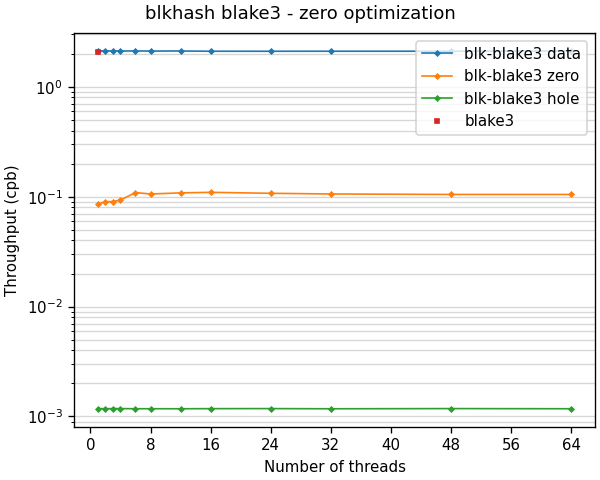 blkhash blake3 - zero optimization
blk-blake3 data
blk-blake3 zero
blk-blake3 hole
blake3
Throughput (cpb)
10⁰
10⁻¹
10⁻²
10⁻³
0 8 16 24 32 40 48 56 64
Number of threads